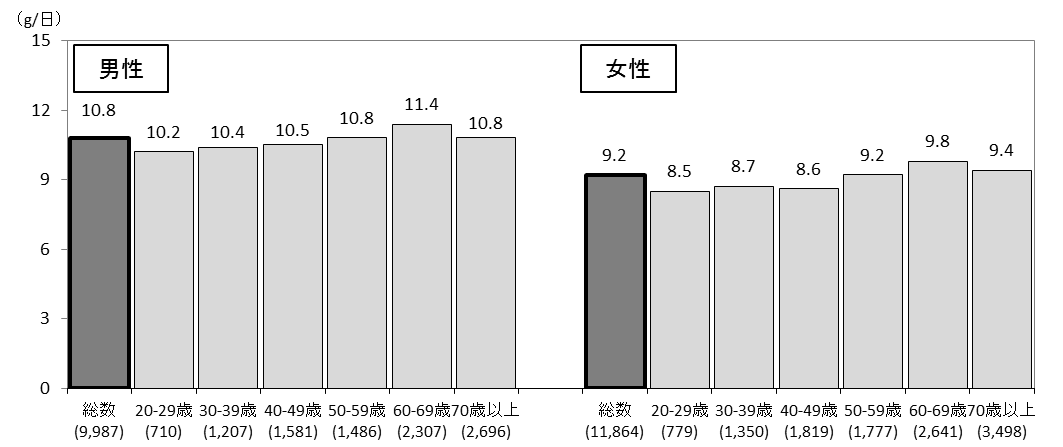 (g/日)
15
12
9
6
3
0
男性
10.8
10.2
10.4
10.5
10.8
11.4
10.8
総数 20-29歳 30-39歳 40-49歳 50-59歳 60-69歳 70歳以上
(9,987) (710) (1,207) (1,581) (1,486) (2,307) (2,696)
女性
9.2
8.5
8.7
8.6
9.2
9.8
9.4
総数 20-29歳 30-39歳 40-49歳 50-59歳 60-69歳 70歳以上
(11,864) (779) (1,350) (1,819) (1,777) (2,641) (3,498)